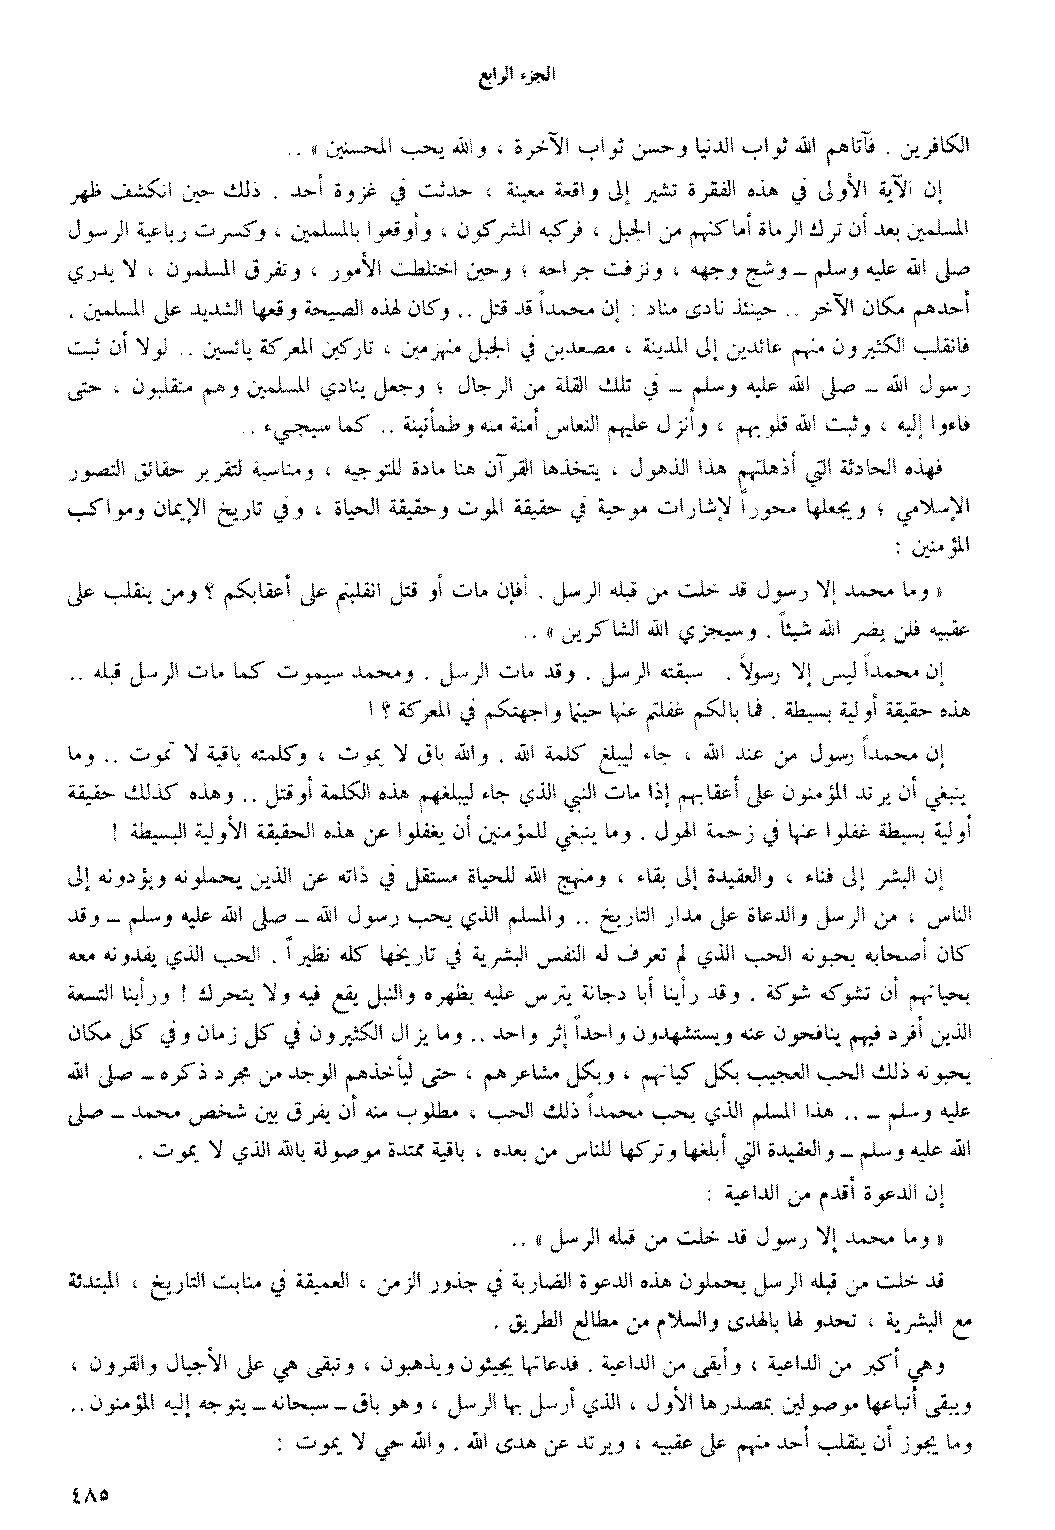 الجزء الرابع
الكافرين . فآتاهم الله ثواب الدنيا وحسن ثواب الآخرة ، والله يحب المحسنين » ..
إن الآية الأولى في هذه الفقرة تشير إلى واقعة معينة ، حدثت في غزوة أحد . ذلك حين انكشف ظهر
المسلمين بعد أن ترك الرماة أماكنهم من الجبل ، فركبه المشركون ، وأوقعوا بالمسلمين ، وكسرت رباعية الرسول
صلى الله عليه وسلم – وشج وجهه ، ونزفت جراحه ؛ وحين اختلطت الأمور ، وتفرق المسلمون ، لا يدري
أحدهم مكان الآخر .. حينئذ نادى مناد : إن محمداً قد قتل .. وكان لهذه الصيحة وقعها الشديد على المسلمين .
فانقلب الكثيرون منهم عائدين إلى المدينة ، مصعدين في الجبل منهزمين ، تاركين المعركة يائسين .. لولا أن ثبت
رسول الله – صلى الله عليه وسلم – في تلك القلة من الرجال ؛ وجعل ينادي المسلمين وهم منقلبون ، حتى
فاءوا إليه ، وثبت الله قلوبهم ، وأنزل عليهم النعاس أمنة منه وطمأنينة .. كما سيجيء ..
فهذه الحادثة التي أذهلتهم هذا الذهول ، يتخذها القرآن هنا مادة للتوجيه ، ومناسبة لتقرير حقائق التصور
الإسلامي ؛ ويجعلها محوراً لإشارات موحية في حقيقة الموت وحقيقة الحياة ، وفي تاريخ الإيمان ومواكب
المؤمنين :
« وما محمد إلا رسول قد خلت من قبله الرسل . أفإن مات أو قتل انقلبتم على أعقابكم ؟ ومن ينقلب على
عقبيه فلن يضر الله شيئاً . وسيجزي الله الشاكرين » ..
إن محمداً ليس إلا رسولاً . سبقته الرسل . وقد مات الرسل . ومحمد سيموت كما مات الرسل قبله ..
هذه حقيقة أولية بسيطة . فما بالكم غفلتم عنها حينما واجهتكم في المعركة ؟ !
إن محمداً رسول من عند الله ، جاء ليبلغ كلمة الله . والله باق لا يموت ، وكلمته باقية لا تموت .. وما
ينبغي أن يرتد المؤمنون على أعقابهم إذا مات النبي الذي جاء ليبلغهم هذه الكلمة أو قتل .. وهذه كذلك حقيقة
أولية بسيطة غفلوا عنها في زحمة الهول . وما ينبغي للمؤمنين أن يغفلوا عن هذه الحقيقة الأولية البسيطة !
إن البشر إلى فناء ، والعقيدة إلى بقاء ، ومنهج الله للحياة مستقل في ذاته عن الذين يحملونه ويؤدونه إلى
الناس ، من الرسل والدعاة على مدار التاريخ .. والمسلم الذي يحب رسول الله – صلى الله عليه وسلم – وقد
كان أصحابه يحبونه الحب الذي لم تعرف له النفس البشرية في تاريخها كله نظيراً . الحب الذي يفدونه معه
بحياتهم أن تشوكه شوكة . وقد رأينا أبا دجانة يترس عليه بظهره والنبل يقع فيه ولا يتحرك ! ورأينا التسعة
الذين أفرد فيهم ينافحون عنه ويستشهدون واحداً إثر واحد .. وما يزال الكثيرون في كل زمان وفي كل مكان
يحبونه ذلك الحب العجيب بكل كيانهم ، وبكل مشاعرهم ، حتى ليأخذهم الوجد من مجرد ذكره – صلى الله
عليه وسلم – .. هذا المسلم الذي يحب محمداً ذلك الحب ، مطلوب منه أن يفرق بين شخص محمد – صلى
الله عليه وسلم – والعقيدة التي أبلغها وتركها للناس من بعده ، باقية ممتدة موصولة بالله الذي لا يموت .
إن الدعوة أقدم من الداعية :
« وما محمد إلا رسول قد خلت من قبله الرسل » ..
قد خلت من قبله الرسل يحملون هذه الدعوة الضاربة في جذور الزمن ، العميقة في منابت التاريخ ، المبتدئة
مع البشرية ، تحدو لها بالهدى والسلام من مطالع الطريق .
وهي أكبر من الداعية ، وأبقى من الداعية . فدعاتها يجيئون ويذهبون ، وتبقى هي على الأجيال والقرون ،
ويبقى أتباعها موصولين بمصدرها الأول ، الذي أرسل بها الرسل ، وهو باق – سبحانه – يتوجه إليه المؤمنون ..
وما يجوز أن ينقلب أحد منهم على عقبيه ، ويرتد عن هدى الله . والله حي لا يموت :
٤٨٥